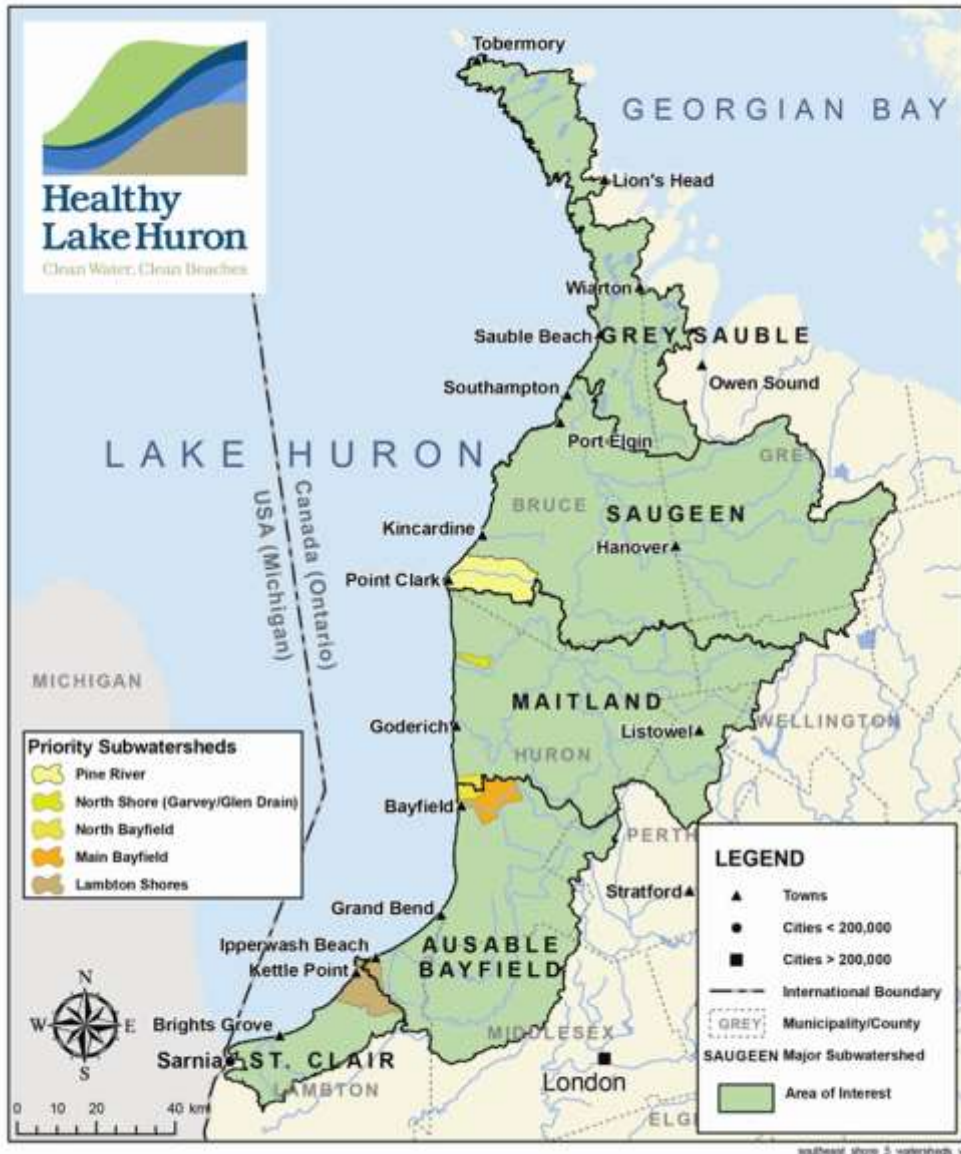 Healthy
Lake Huron
Clean Water, Clean Beaches
Tobermory
GEORGIAN BAY
Lion's Head
Wiarton
Sauble Beach
GREY SAUBLE
Owen Sound
Southampton
Port Elgin
LAKE HURON
GREY
BRUCE
SAUGEEN
Kincardine
Hanover
Canada (Ontario)
USA (Michigan)
Point Clark
MICHIGAN
MAITLAND
WELLINGTON
Goderich
Listowel
HURON
Priority Subwatersheds
Pine River
North Shore (Garvey/Glen Drain)
North Bayfield
Main Bayfield
Lambton Shores
Bayfield
PERTH
Stratford
Grand Bend
AUSABLE
BAYFIELD
Ipperwash Beach
Kettle Point
N
W E
S
Brights Grove
MIDDLESEX
Sarnia
ST. CLAIR
LAMBTON
London
ELG
0 10 20 40 km
LEGEND
Towns
Cities < 200,000
Cities > 200,000
International Boundary
GREY Municipality/County
SAUGEEN Major Subwatershed
Area of Interest
southeast_shore_5_watersheds_v